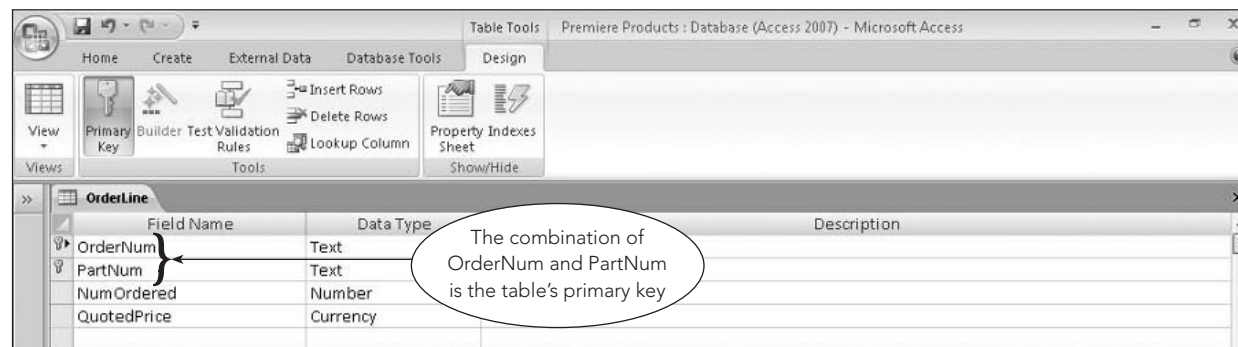 Table Tools Premiere Products : Database (Access 2007) - Microsoft Access
Home Create External Data Database Tools Design
View
Views
Primary Key
Builder
Test Validation Rules
Insert Rows
Delete Rows
Lookup Column
Tools
Property Sheet
Indexes
Show/Hide
OrderLine
Field Name Data Type Description
OrderNum Text
PartNum Text
NumOrdered Number
QuotedPrice Currency
The combination of
OrderNum and PartNum
is the table's primary key